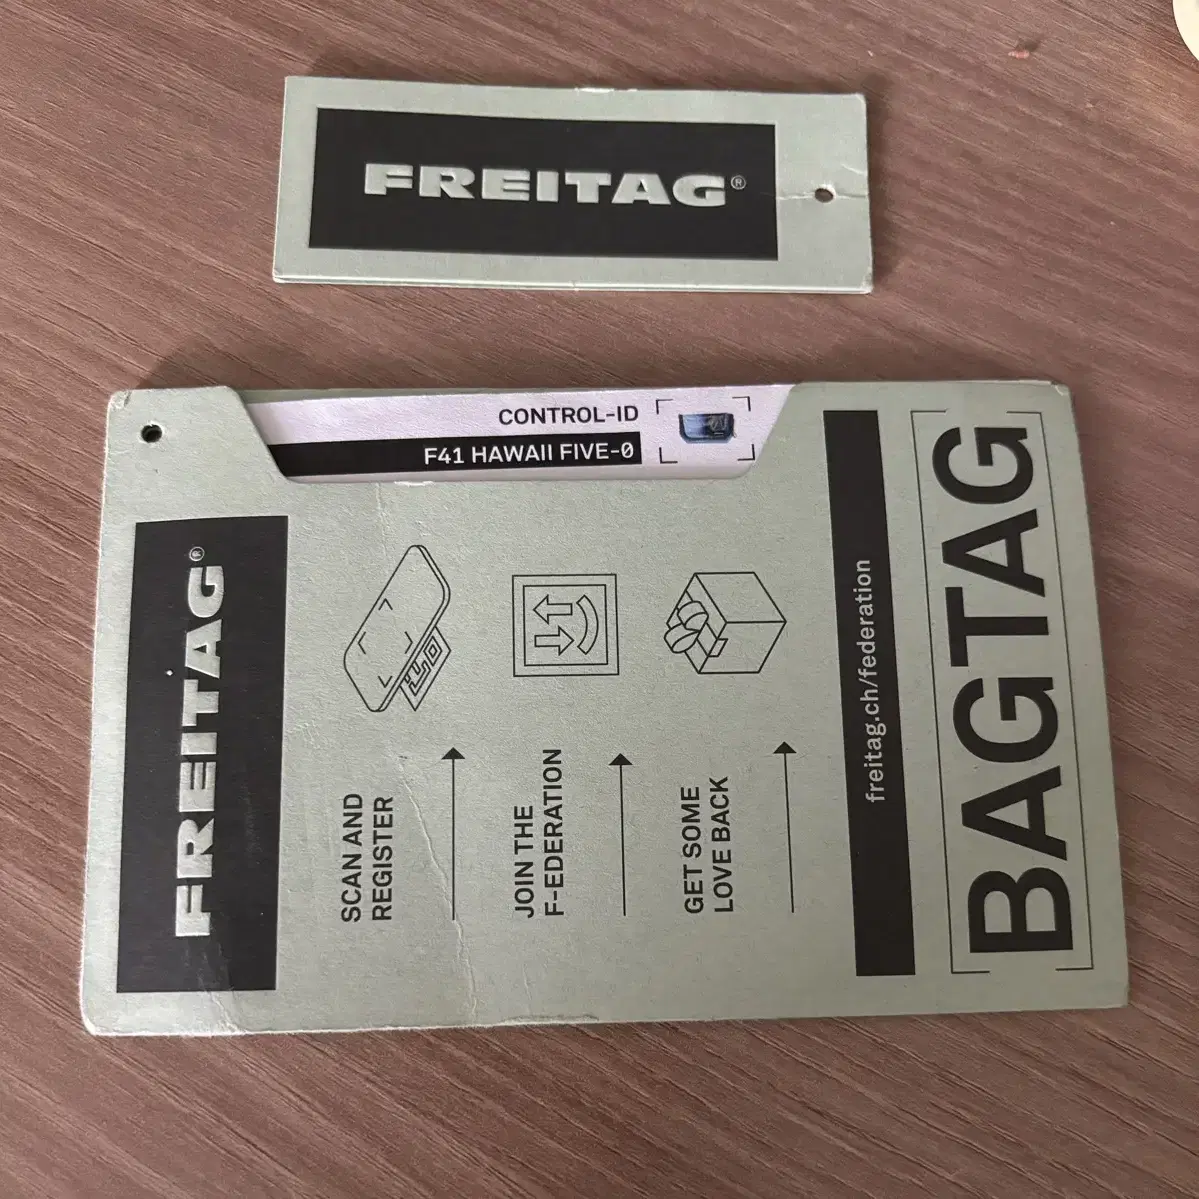 FREITAG®
CONTROL-ID
F41 HAWAII FIVE-0
FREITAG®
SCAN AND
REGISTER
JOIN THE
F-EDERATION
GET SOME
LOVE BACK
freitag.ch/federation
[BAGTAG]